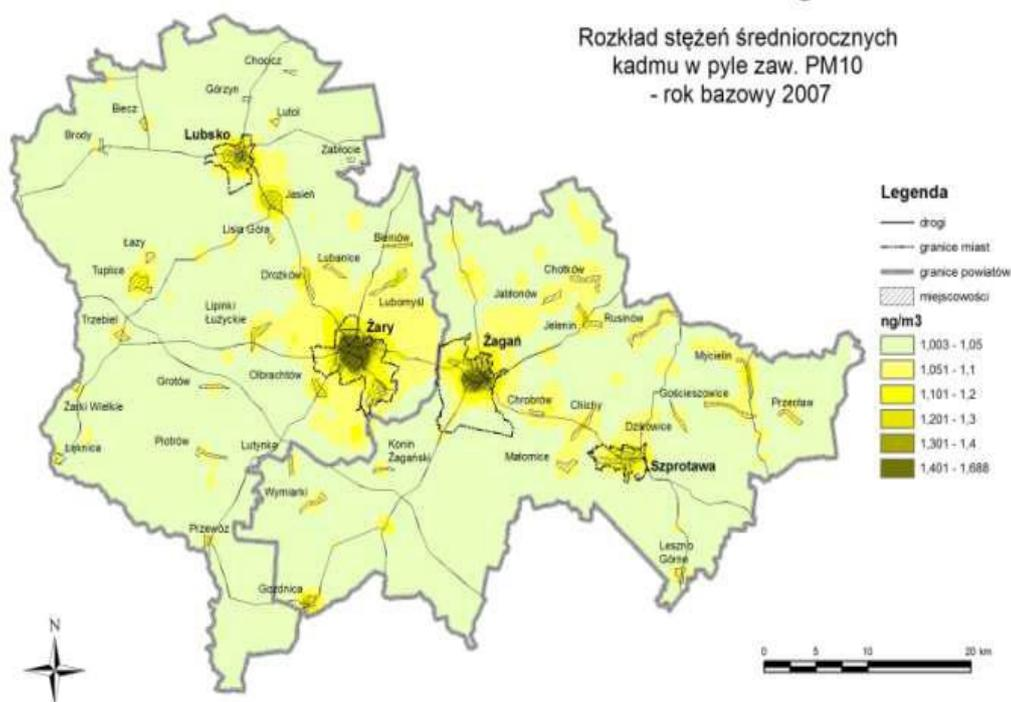 Rozkład stężeń średniorocznych
kadmu w pyle zaw. PM10
- rok bazowy 2007
Chocicz
Górzyn
Biecz
Lutol
Brody
Lubsko
Zabłocie
Jasień
Lisia Góra
Bieniów
Łazy
Lubanice
Tuplice
Drożków
Chotków
Lubomyśl
Jabłonów
Lipinki
Łużyckie
Trzebiel
Jelenin
Rusinów
Żary
Żagań
Mycielin
Olbrachtów
Grotów
Gościeszowice
Chrobrów
Chichy
Przecław
Żarki Wielkie
Dzikowice
Piotrów
Lutynka
Konin
Żagański
Łęknica
Małomice
Szprotawa
Wymiarki
Przewóz
Leszno
Górne
Gozdnica
Legenda
drogi
granice miast
granice powiatów
miejscowości
ng/m3
1,003 - 1,05
1,051 - 1,1
1,101 - 1,2
1,201 - 1,3
1,301 - 1,4
1,401 - 1,688
N
0 5 10 20 km